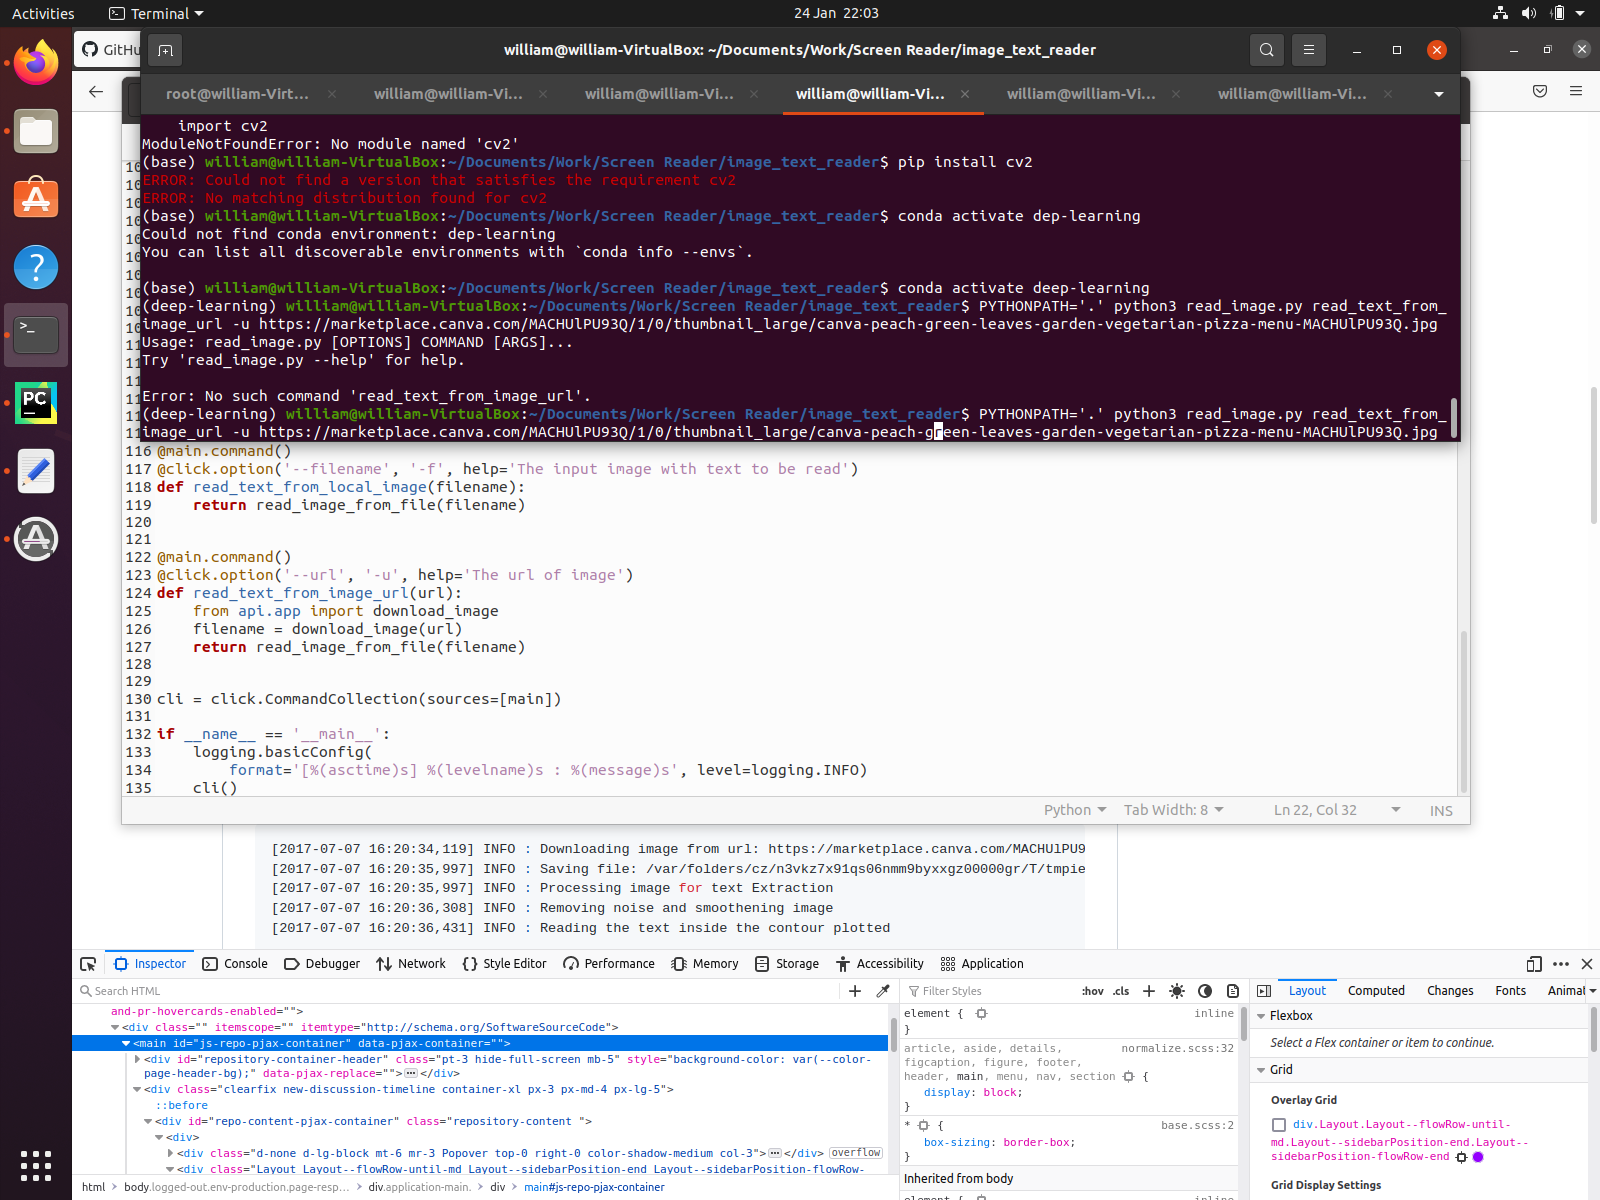 Activities
Terminal
24 Jan 22:03
GitHu
william@william-VirtualBox: ~/Documents/Work/Screen Reader/image_text_reader
root@william-Virt...
william@william-Vi...
william@william-Vi...
william@william-Vi...
william@william-Vi...
william@william-Vi...
import cv2
ModuleNotFoundError: No module named 'cv2'
(base) william@william-VirtualBox:~/Documents/Work/Screen Reader/image_text_reader$ pip install cv2
ERROR: Could not find a version that satisfies the requirement cv2
ERROR: No matching distribution found for cv2
(base) william@william-VirtualBox:~/Documents/Work/Screen Reader/image_text_reader$ conda activate dep-learning
Could not find conda environment: dep-learning
You can list all discoverable environments with `conda info --envs`.
(base) william@william-VirtualBox:~/Documents/Work/Screen Reader/image_text_reader$ conda activate deep-learning
(deep-learning) william@william-VirtualBox:~/Documents/Work/Screen Reader/image_text_reader$ PYTHONPATH='.' python3 read_image.py read_text_from_
image_url -u https://marketplace.canva.com/MACHUlPU93Q/1/0/thumbnail_large/canva-peach-green-leaves-garden-vegetarian-pizza-menu-MACHUlPU93Q.jpg
Usage: read_image.py [OPTIONS] COMMAND [ARGS]...
Try 'read_image.py --help' for help.
Error: No such command 'read_text_from_image_url'.
(deep-learning) william@william-VirtualBox:~/Documents/Work/Screen Reader/image_text_reader$ PYTHONPATH='.' python3 read_image.py read_text_from_
image_url -u https://marketplace.canva.com/MACHUlPU93Q/1/0/thumbnail_large/canva-peach-green-leaves-garden-vegetarian-pizza-menu-MACHUlPU93Q.jpg
116 @main.command()
117 @click.option('--filename', '-f', help='The input image with text to be read')
118 def read_text_from_local_image(filename):
119 return read_image_from_file(filename)
120
121
122 @main.command()
123 @click.option('--url', '-u', help='The url of image')
124 def read_text_from_image_url(url):
125 from api.app import download_image
126 filename = download_image(url)
127 return read_image_from_file(filename)
128
129
130 cli = click.CommandCollection(sources=[main])
131
132 if __name__ == '__main__':
133 logging.basicConfig(
134 format='[%(asctime)s] %(levelname)s : %(message)s', level=logging.INFO)
135 cli()
Python Tab Width: 8 Ln 22, Col 32 INS
[2017-07-07 16:20:34,119] INFO : Downloading image from url: https://marketplace.canva.com/MACHUlPU9
[2017-07-07 16:20:35,997] INFO : Saving file: /var/folders/cz/n3vkz7x91qs06nmm9byxxgz00000gr/T/tmpie
[2017-07-07 16:20:35,997] INFO : Processing image for text Extraction
[2017-07-07 16:20:36,308] INFO : Removing noise and smoothening image
[2017-07-07 16:20:36,431] INFO : Reading the text inside the contour plotted
Inspector Console Debugger Network Style Editor Performance Memory Storage Accessibility Application
Search HTML
and-pr-hovercards-enabled="">
<div class="" itemscope="" itemtype="http://schema.org/SoftwareSourceCode">
<main id="js-repo-pjax-container" data-pjax-container="">
<div id="repository-container-header" class="pt-3 hide-full-screen mb-5" style="background-color: var(--color-
page-header-bg);" data-pjax-replace=""></div>
<div class="clearfix new-discussion-timeline container-xl px-3 px-md-4 px-lg-5">
::before
<div id="repo-content-pjax-container" class="repository-content ">
<div>
<div class="d-none d-lg-block mt-6 mr-3 Popover top-0 right-0 color-shadow-medium col-3"></div> overflow
<div class="Layout Layout--flowRow-until-md Layout--sidebarPosition-end Layout--sidebarPosition-flowRow-
html body.logged-out.env-production.page-resp... div.application-main. div main#js-repo-pjax-container
Filter Styles :hov .cls
element { inline
}
article, aside, details, normalize.scss:32
figcaption, figure, footer,
header, main, menu, nav, section {
display: block;
}
* { base.scss:2
box-sizing: border-box;
}
Inherited from body
element { inline
Layout Computed Changes Fonts Animat
Flexbox
Select a Flex container or item to continue.
Grid
Overlay Grid
div.Layout.Layout--flowRow-until-
md.Layout--sidebarPosition-end.Layout--
sidebarPosition-flowRow-end
Grid Display Settings